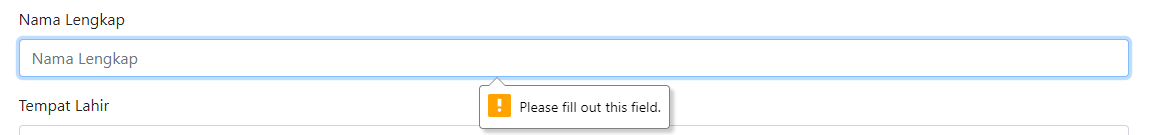 Nama Lengkap
Nama Lengkap
Please fill out this field.
Tempat Lahir